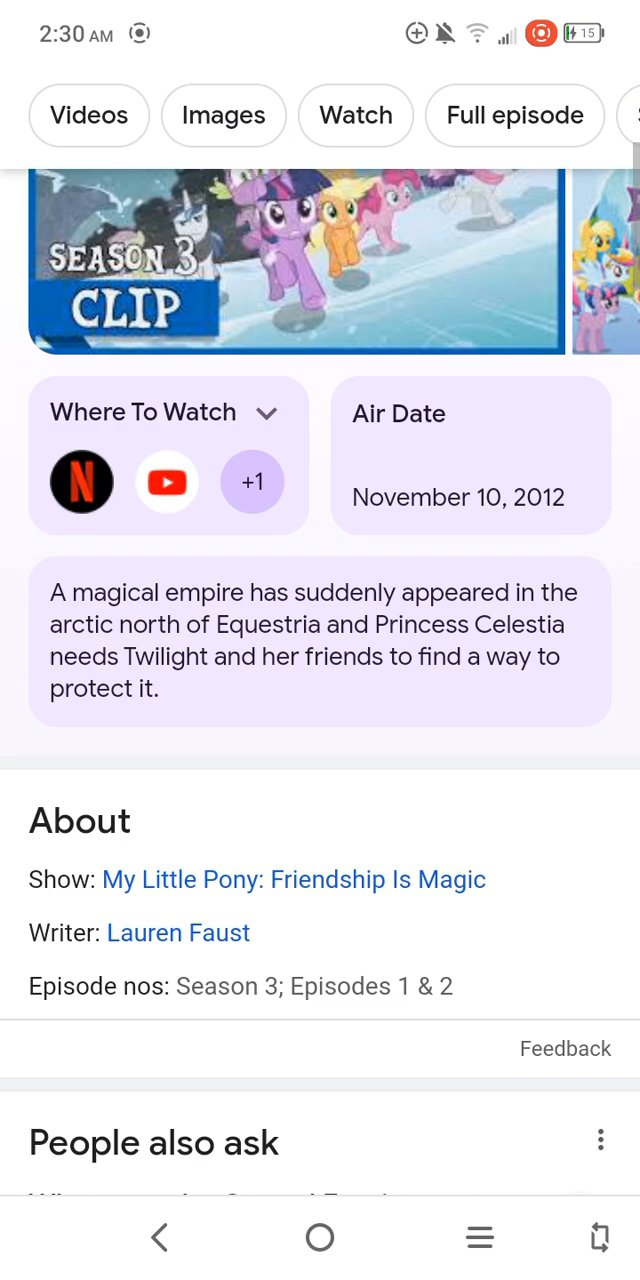 2:30 AM
15
Videos
Images
Watch
Full episode
SEASON 3
CLIP
Where To Watch
Air Date
N
+1
November 10, 2012
A magical empire has suddenly appeared in the
arctic north of Equestria and Princess Celestia
needs Twilight and her friends to find a way to
protect it.
About
Show: My Little Pony: Friendship Is Magic
Writer: Lauren Faust
Episode nos: Season 3; Episodes 1 & 2
Feedback
People also ask